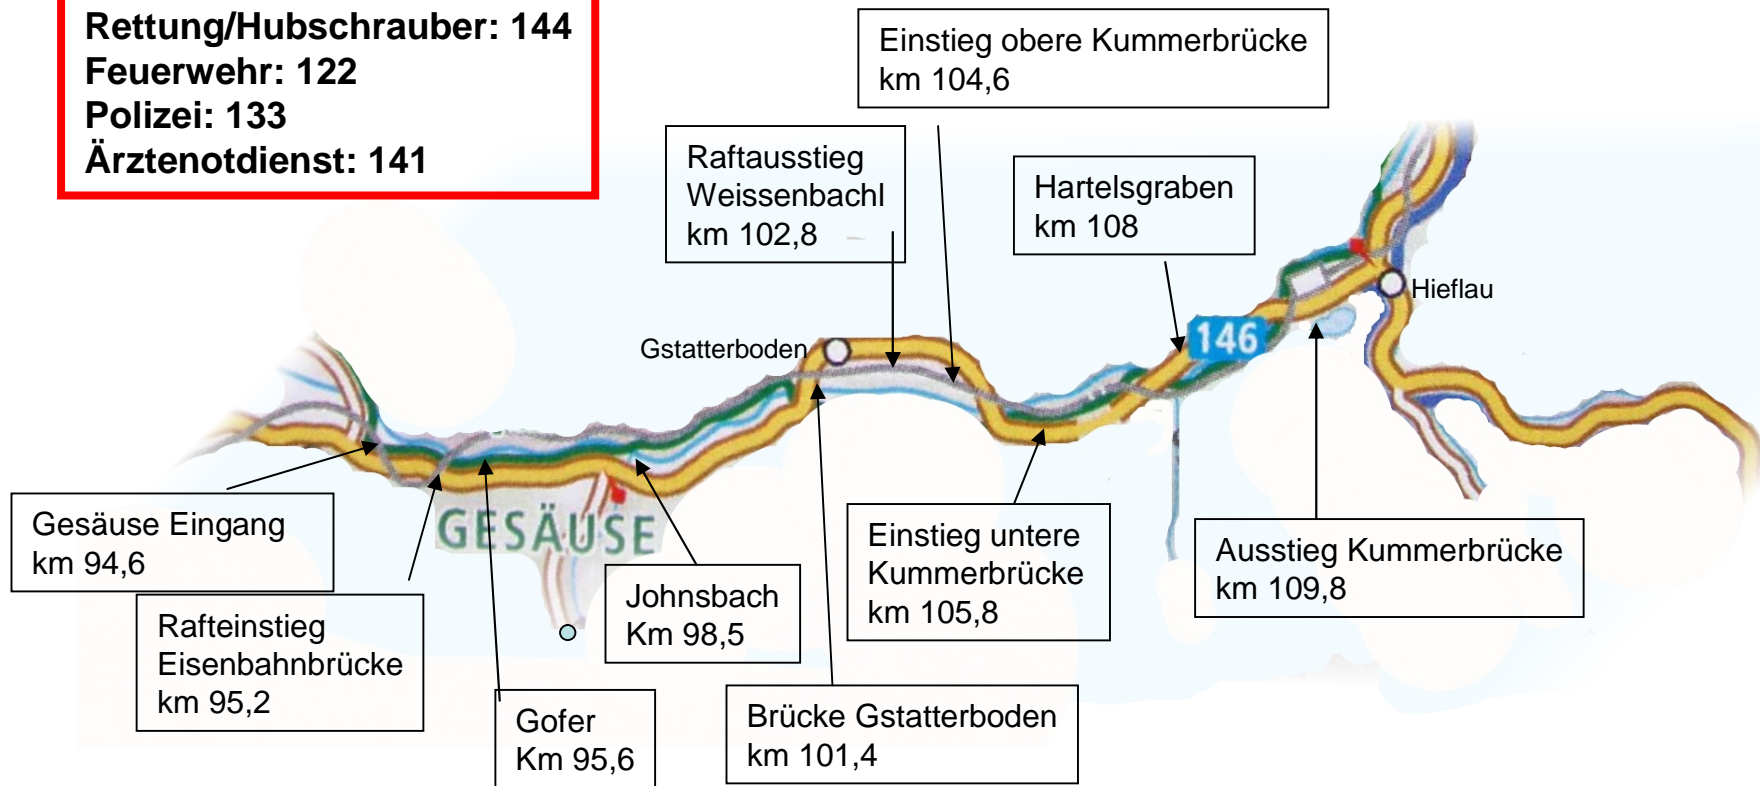 Rettung/Hubschrauber: 144
Feuerwehr: 122
Polizei: 133
Ärztenotdienst: 141
Einstieg obere Kummerbrücke
km 104,6
Raftausstieg
Weissenbachl
km 102,8
Hartelsgraben
km 108
Hieflau
146
Gstatterboden
GESÄUSE
Gesäuse Eingang
km 94,6
Rafteinstieg
Eisenbahnbrücke
km 95,2
Gofer
Km 95,6
Johnsbach
Km 98,5
Brücke Gstatterboden
km 101,4
Einstieg untere
Kummerbrücke
km 105,8
Ausstieg Kummerbrücke
km 109,8